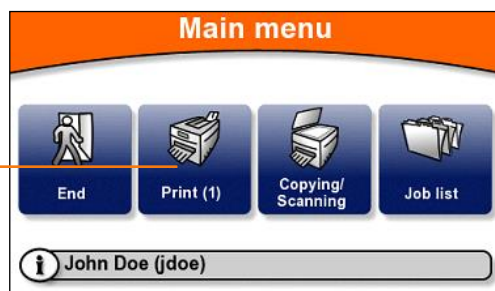 Main menu
End
Print (1)
Copying/
Scanning
Job list
i John Doe (jdoe)